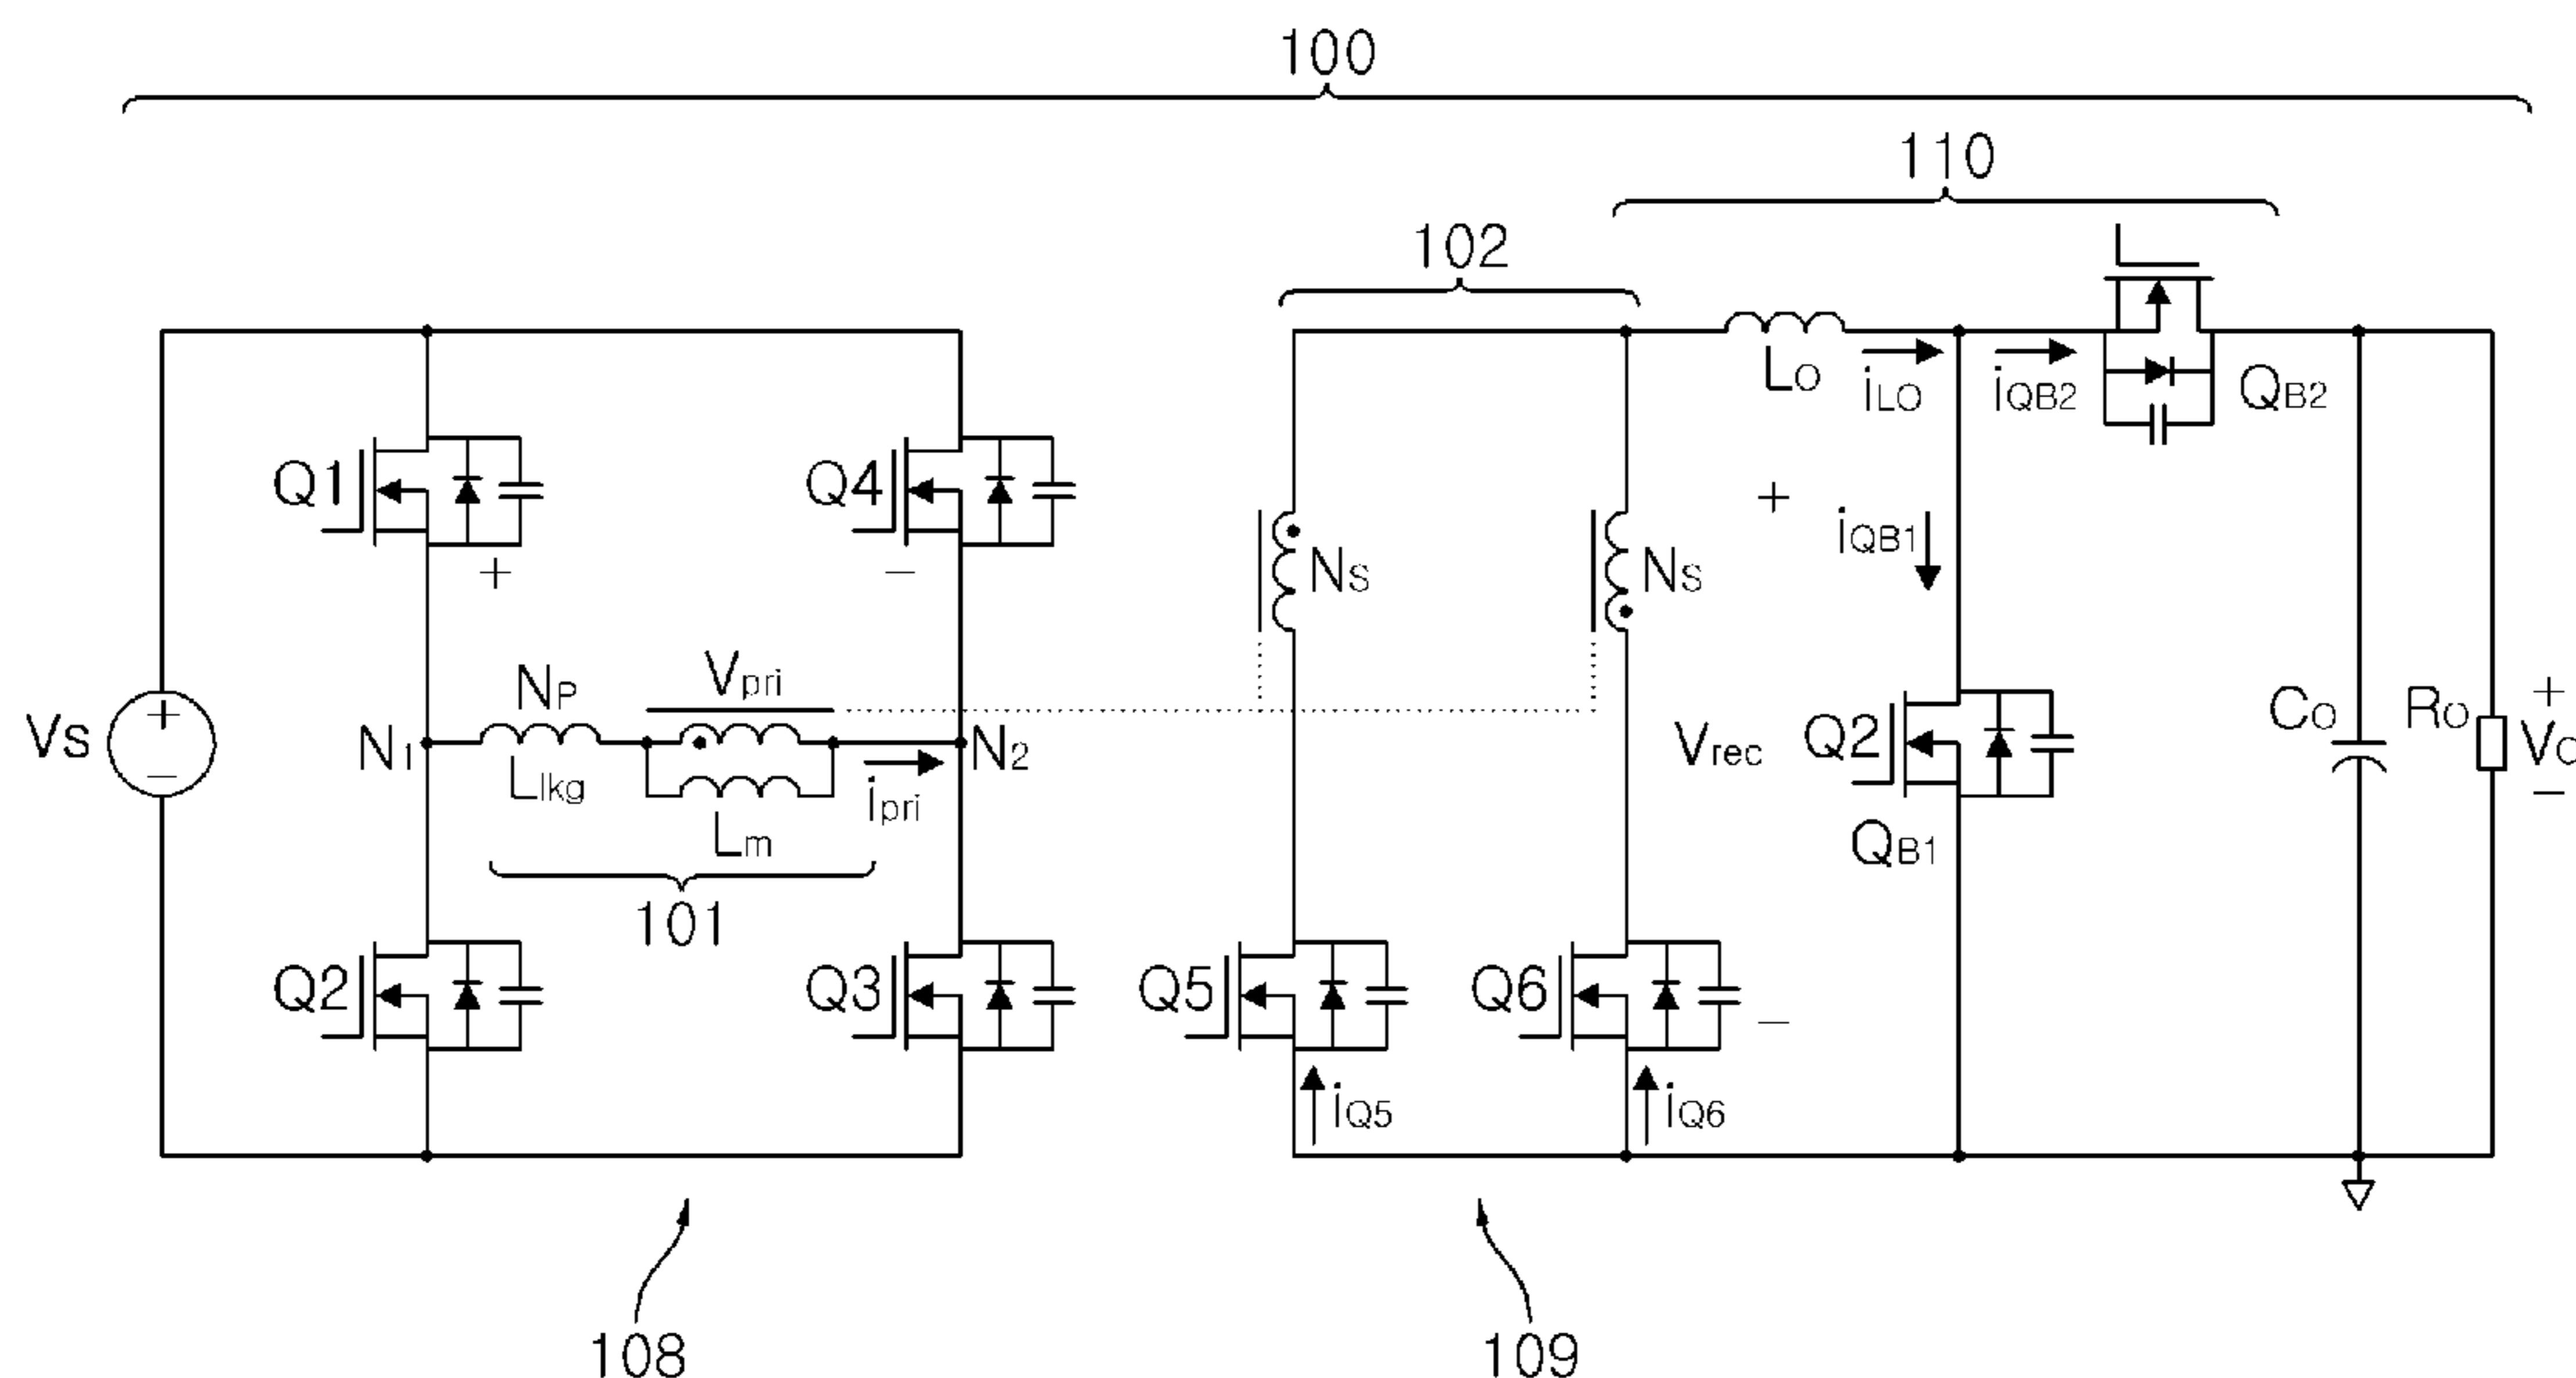 100
110
102
LO
iLO
iQB2
QB2
Q1
Q4
+
−
NS
NS
+
iQB1
VS
+
−
N1
NP
Vpri
Llkg
Lm
ipri
N2
101
Vrec
Q2
QB1
CO
RO
+
VO
−
Q2
Q3
Q5
Q6
−
iQ5
iQ6
108
109